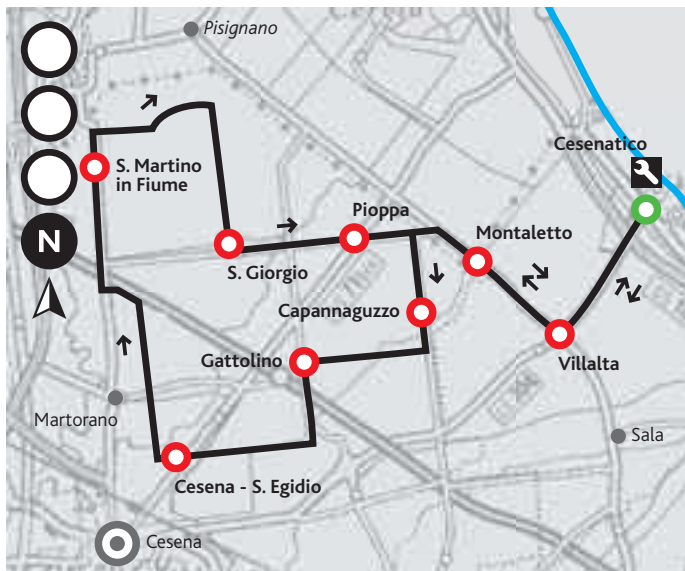 Pisignano
Cesenatico
S. Martino
in Fiume
Pioppa
Montaletto
N
S. Giorgio
Capannaguzzo
Gattolino
Villalta
Martorano
Sala
Cesena - S. Egidio
Cesena